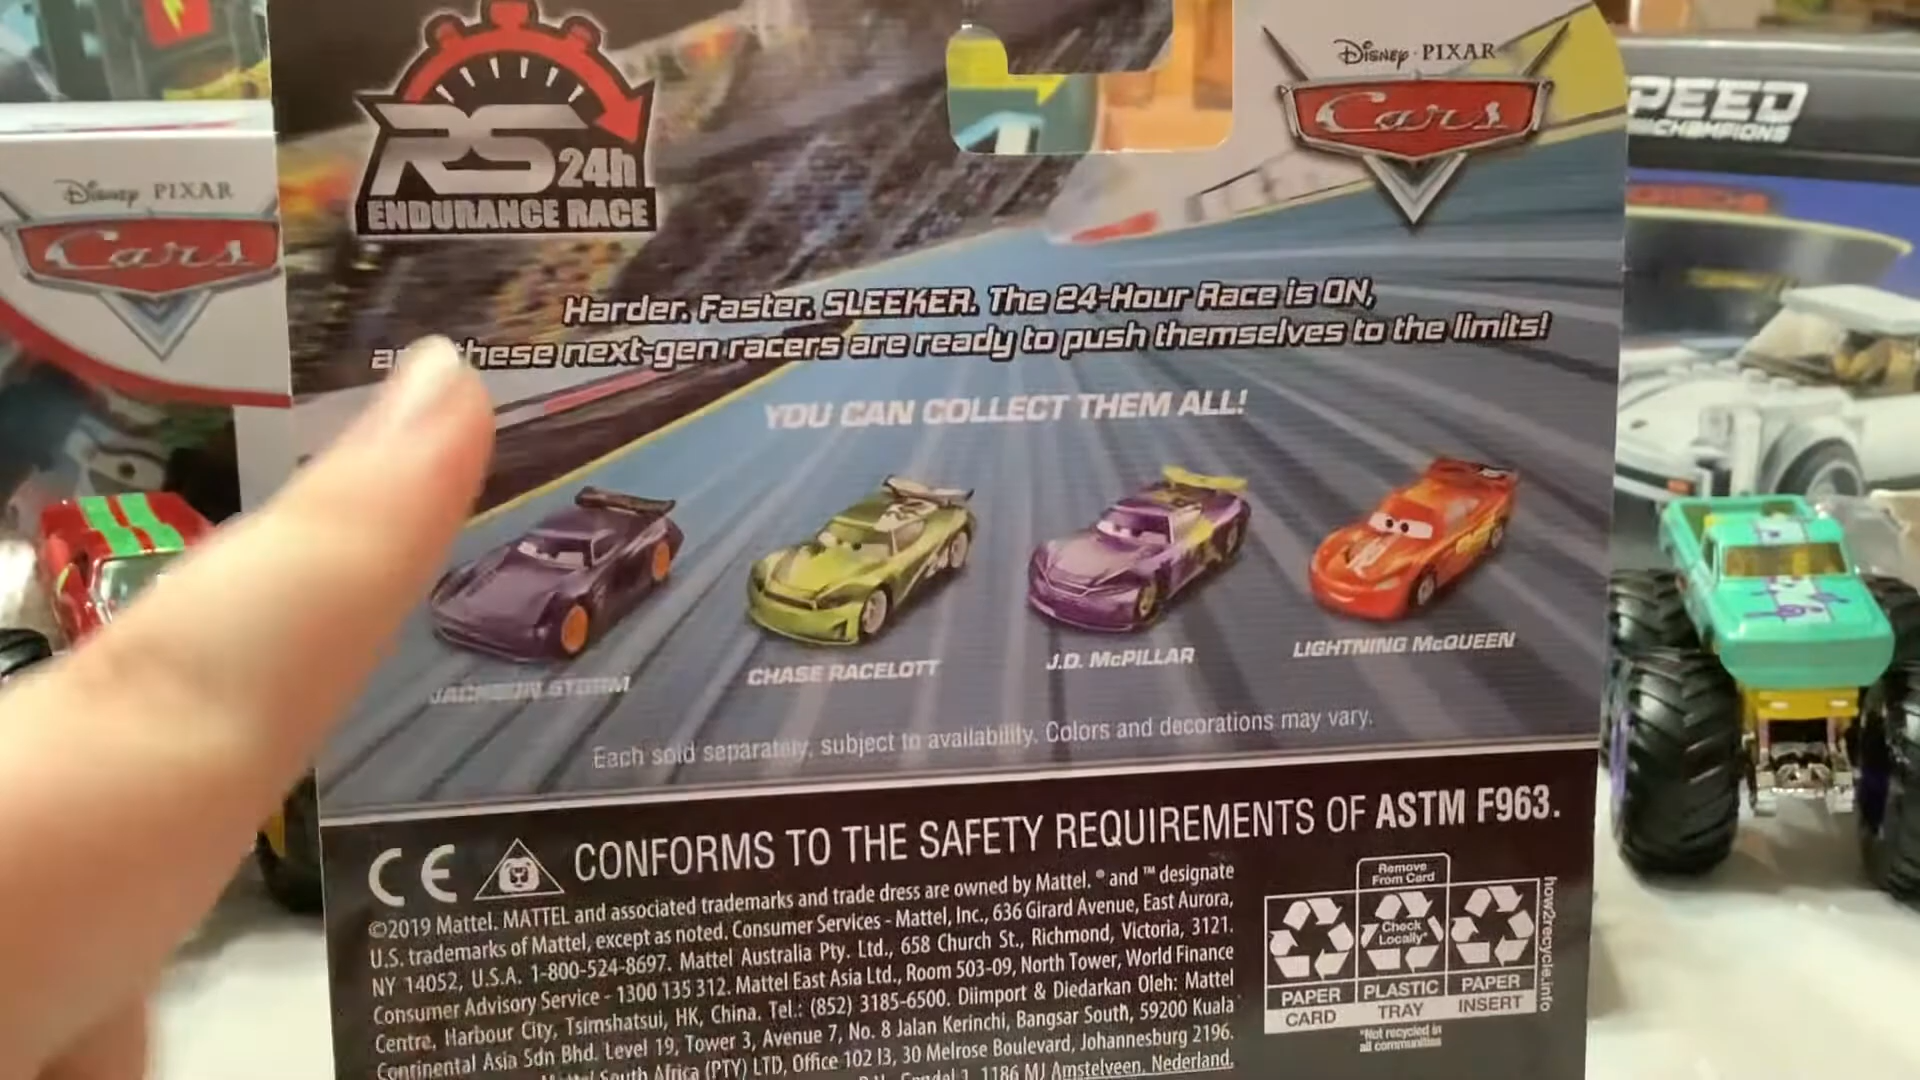 RS 24h
ENDURANCE RACE
Disney · PIXAR
Cars
Disney PIXAR
Cars
PEED
CHAMPIONS
Harder. Faster. SLEEKER. The 24-Hour Race is ON,
these next-gen racers are ready to push themselves to the limits!
YOU CAN COLLECT THEM ALL!
JACKSON STORM
CHASE RACELOTT
J.D. McPILLAR
LIGHTNING McQUEEN
Each sold separately, subject to availability. Colors and decorations may vary.
CE CONFORMS TO THE SAFETY REQUIREMENTS OF ASTM F963.
©2019 Mattel. MATTEL and associated trademarks and trade dress are owned by Mattel. ® and ™ designate
U.S. trademarks of Mattel, except as noted. Consumer Services - Mattel, Inc., 636 Girard Avenue, East Aurora,
NY 14052, U.S.A. 1-800-524-8697. Mattel Australia Pty. Ltd., 658 Church St., Richmond, Victoria, 3121.
Consumer Advisory Service - 1300 135 312. Mattel East Asia Ltd., Room 503-09, North Tower, World Finance
Centre, Harbour City, Tsimshatsui, HK, China. Tel.: (852) 3185-6500. Diimport & Diedarkan Oleh: Mattel
Continental Asia Sdn Bhd. Level 19, Tower 3, Avenue 7, No. 8 Jalan Kerinchi, Bangsar South, 59200 Kuala
South Africa (PTY) LTD, Office 102 I3, 30 Melrose Boulevard, Johannesburg 2196.
1186 MJ Amstelveen, Nederland.
Remove
From Card
Check
Locally*
PAPER PLASTIC PAPER
CARD TRAY INSERT
*Not recycled in
all communities
how2recycle.info